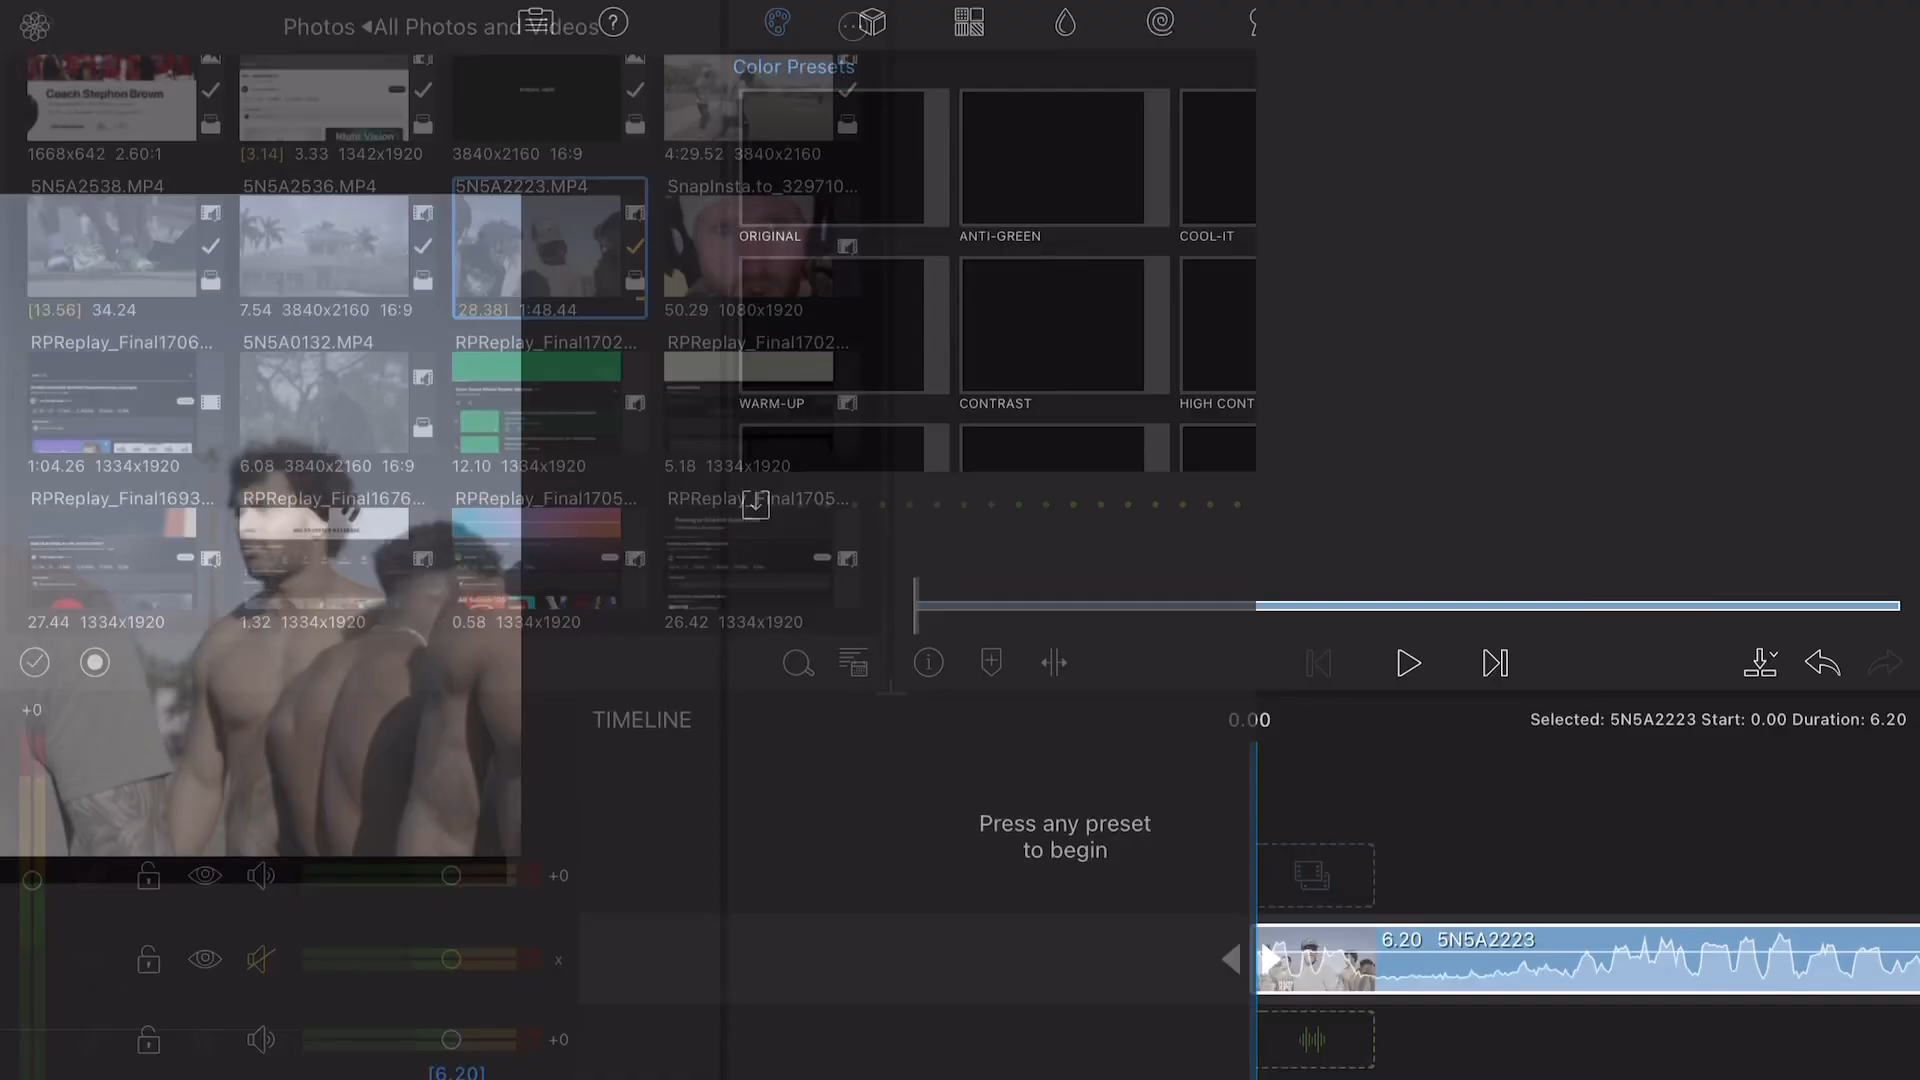 Photos ◂All Photos and Videos
Color Presets
Coach Stephon Brown
Night Vision
1668x642 2.60:1
[3.14] 3.33 1342x1920
3840x2160 16:9
4:29.52 3840x2160
5N5A2538.MP4
5N5A2536.MP4
5N5A2223.MP4
SnapInsta.to_329710...
ORIGINAL
ANTI-GREEN
COOL-IT
[13.56] 34.24
7.54 3840x2160 16:9
[28.38] 1:48.44
50.29 1080x1920
RPReplay_Final1706...
5N5A0132.MP4
RPReplay_Final1702...
RPReplay_Final1702...
WARM-UP
CONTRAST
HIGH CONT
1:04.26 1334x1920
6.08 3840x2160 16:9
12.10 1334x1920
5.18 1334x1920
RPReplay_Final1693...
RPReplay_Final1676...
RPReplay_Final1705...
RPReplay_Final1705...
27.44 1334x1920
1.32 1334x1920
0.58 1334x1920
26.42 1334x1920
+0
TIMELINE
0.00
Selected: 5N5A2223 Start: 0.00 Duration: 6.20
Press any preset
to begin
+0
6.20 5N5A2223
x
+0
[6.20]